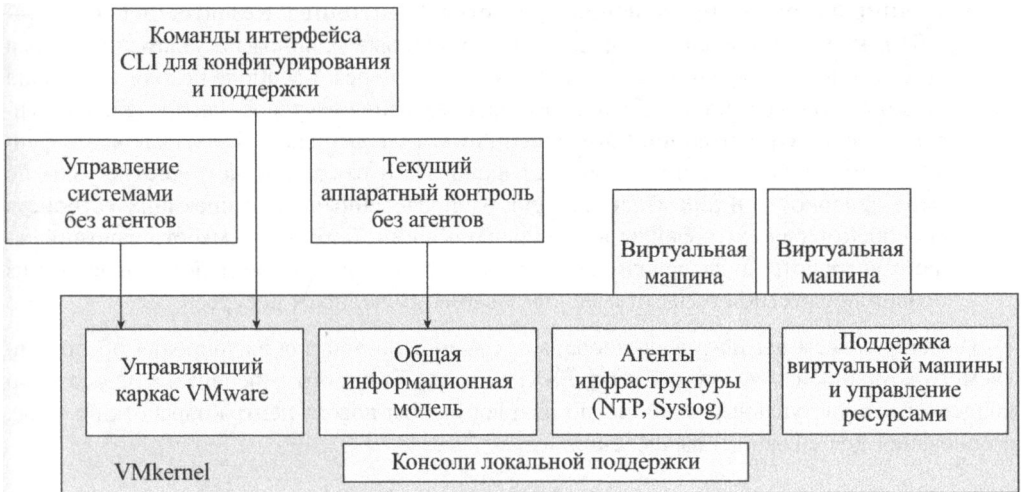 Команды интерфейса
CLI для конфигурирования
и поддержки
Управление
системами
без агентов
Текущий
аппаратный контроль
без агентов
Виртуальная
машина
Виртуальная
машина
Управляющий
каркас VMware
Общая
информационная
модель
Агенты
инфраструктуры
(NTP, Syslog)
Поддержка
виртуальной машины
и управление
ресурсами
VMkernel
Консоли локальной поддержки